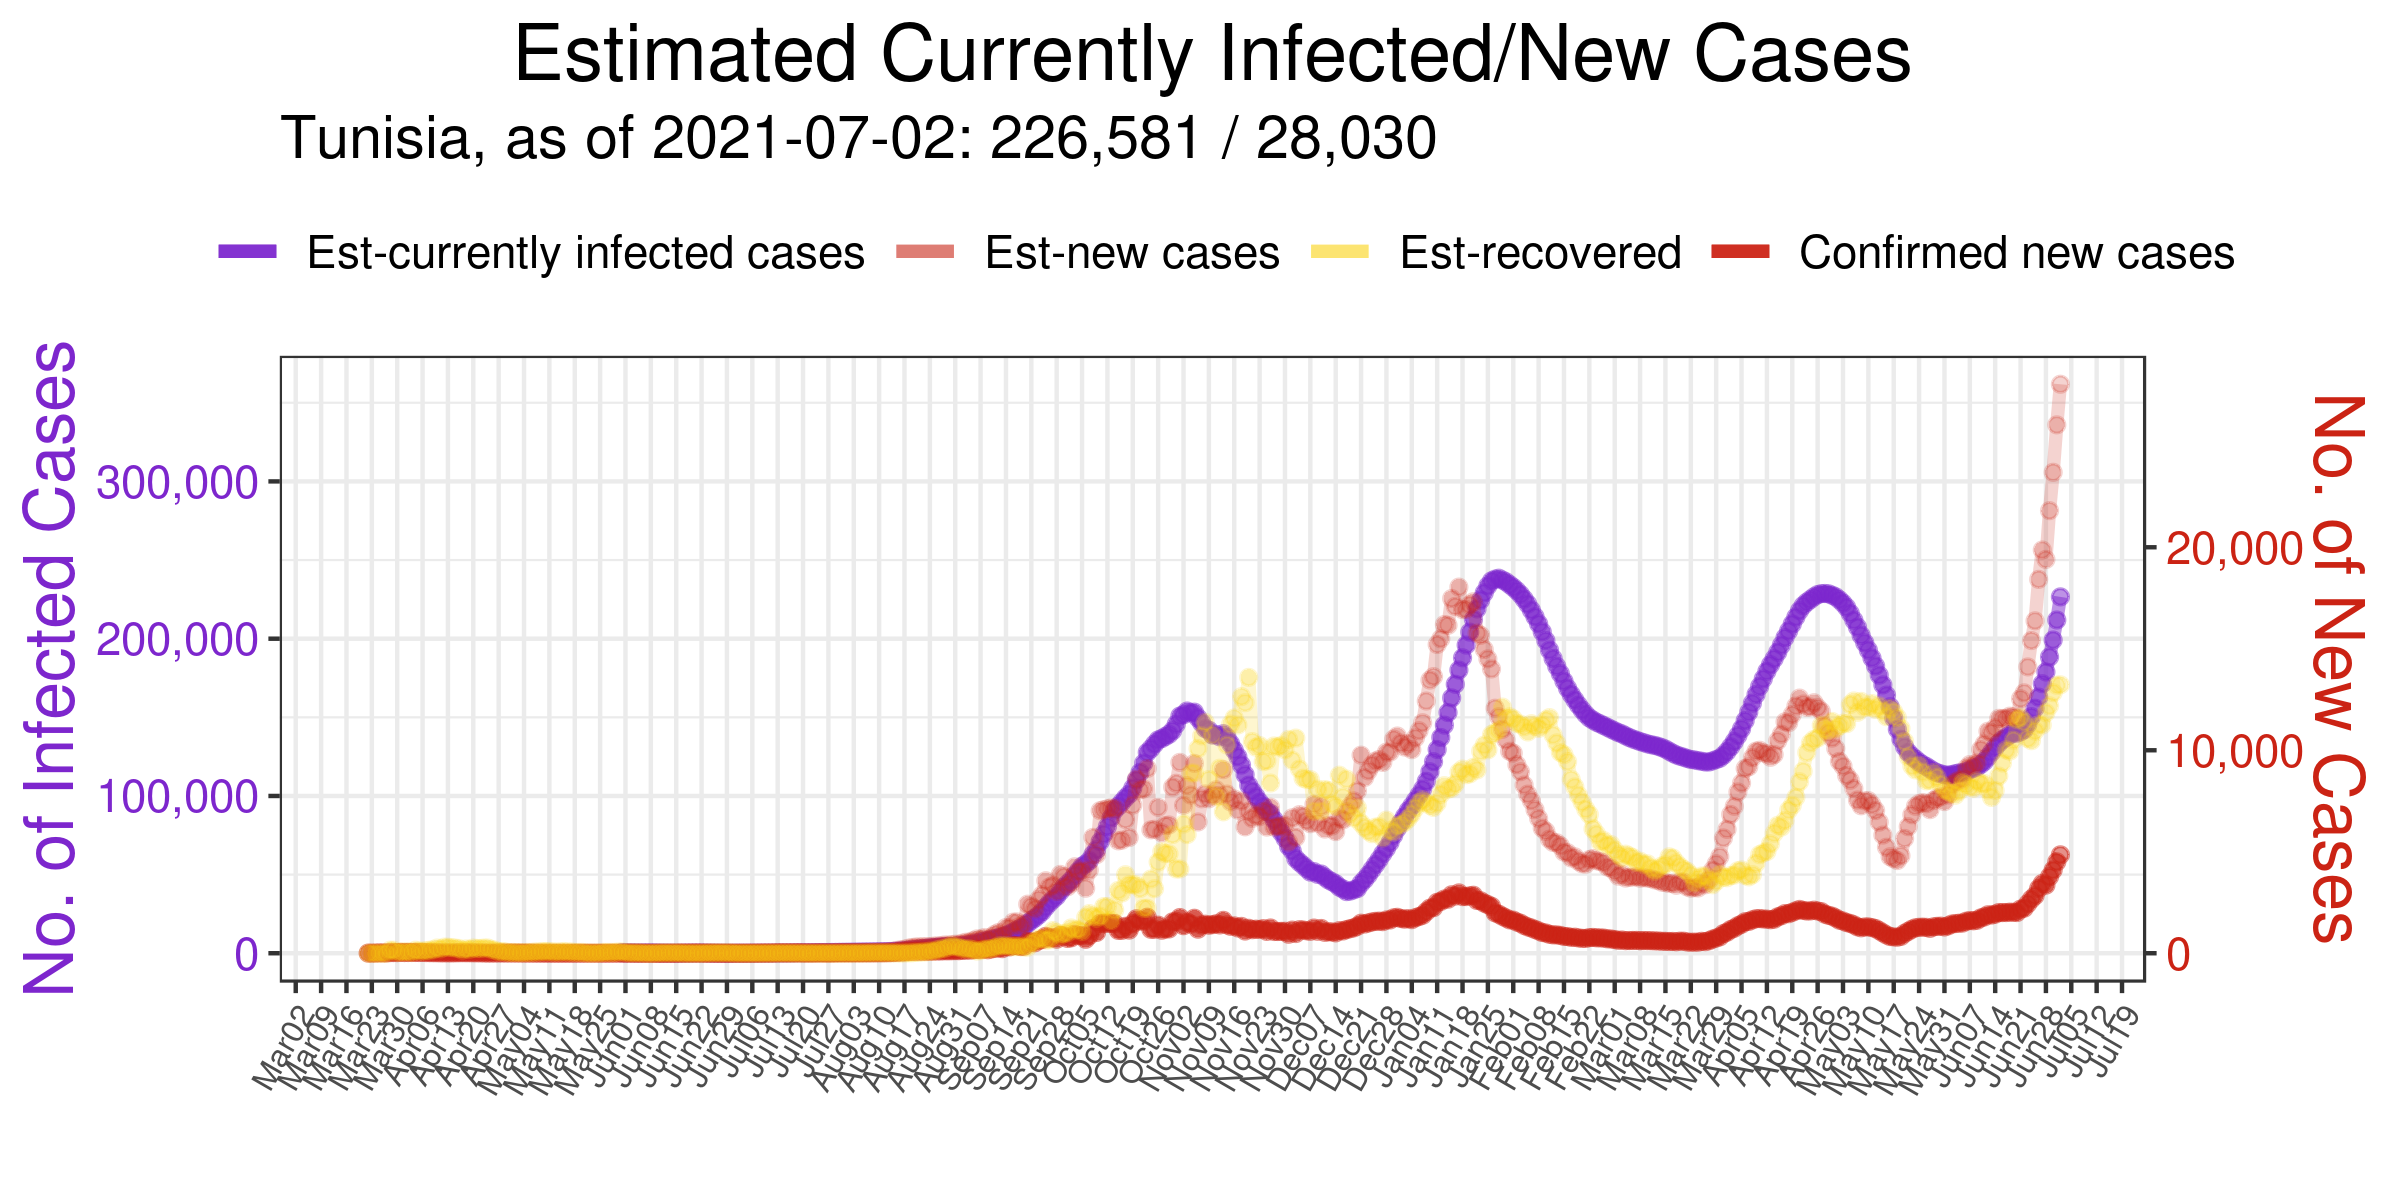 Estimated Currently Infected/New Cases
Tunisia, as of 2021-07-02: 226,581 / 28,030
Est-currently infected cases Est-new cases Est-recovered Confirmed new cases
No. of Infected Cases
300,000
200,000
100,000
0
20,000
10,000
0
No. of New Cases
Mar02 Mar09 Mar16 Mar23 Mar30 Apr06 Apr13 Apr20 Apr27 May04 May11 May18 May25 Jun01 Jun08 Jun15 Jun22 Jun29 Jul06 Jul13 Jul20 Jul27 Aug03 Aug10 Aug17 Aug24 Aug31 Sep07 Sep14 Sep21 Sep28 Oct05 Oct12 Oct19 Oct26 Nov02 Nov09 Nov16 Nov23 Nov30 Dec07 Dec14 Dec21 Dec28 Jan04 Jan11 Jan18 Jan25 Feb01 Feb08 Feb15 Feb22 Mar01 Mar08 Mar15 Mar22 Mar29 Apr05 Apr12 Apr19 Apr26 May03 May10 May17 May24 May31 Jun07 Jun14 Jun21 Jun28 Jul05 Jul12 Jul19